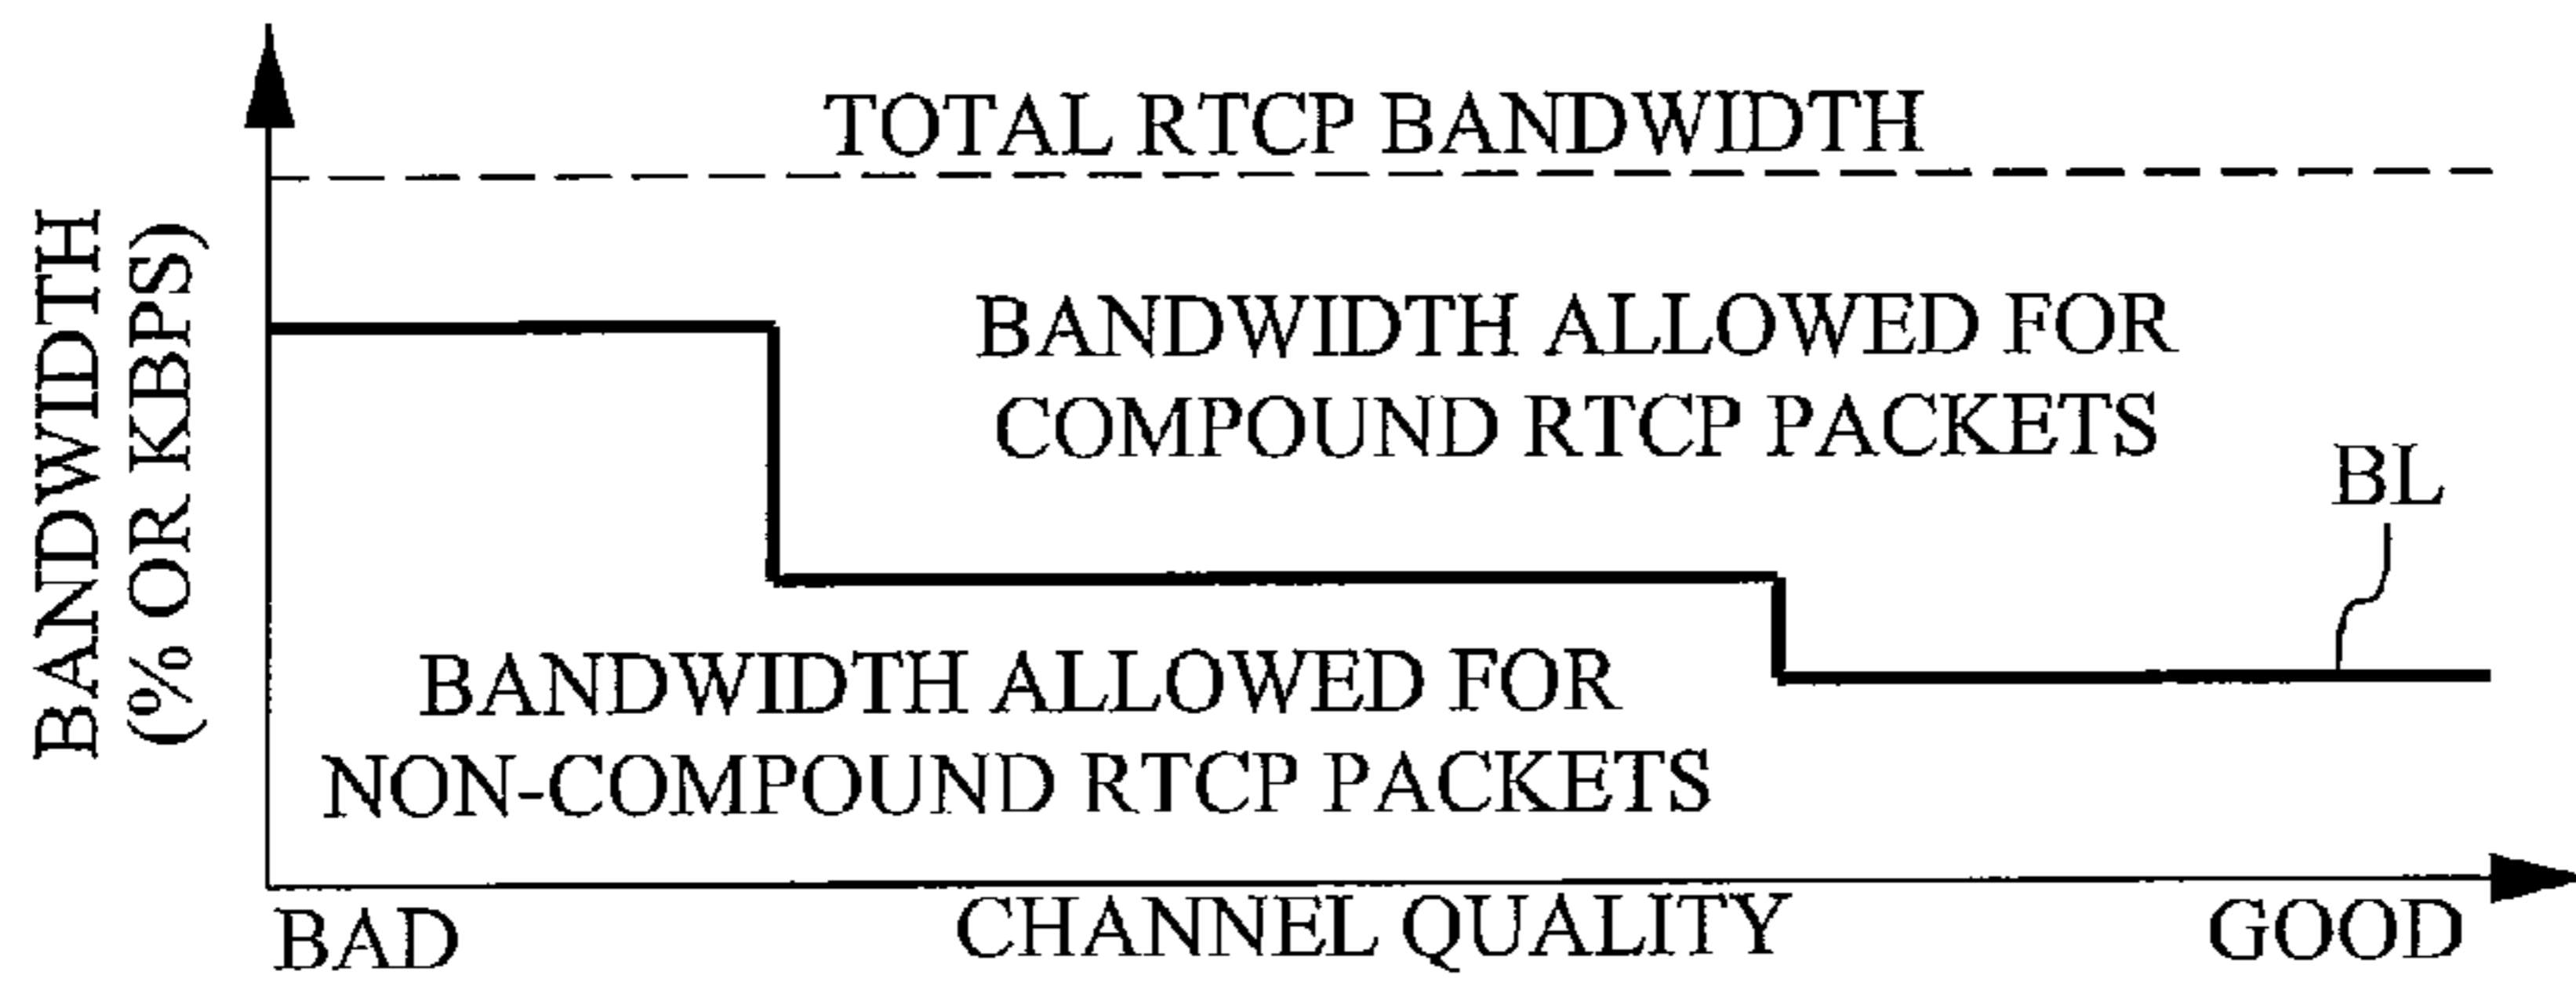 TOTAL RTCP BANDWIDTH
BANDWIDTH
(% OR KBPS)
BANDWIDTH ALLOWED FOR
COMPOUND RTCP PACKETS
BL
BANDWIDTH ALLOWED FOR
NON-COMPOUND RTCP PACKETS
BAD
CHANNEL QUALITY
GOOD